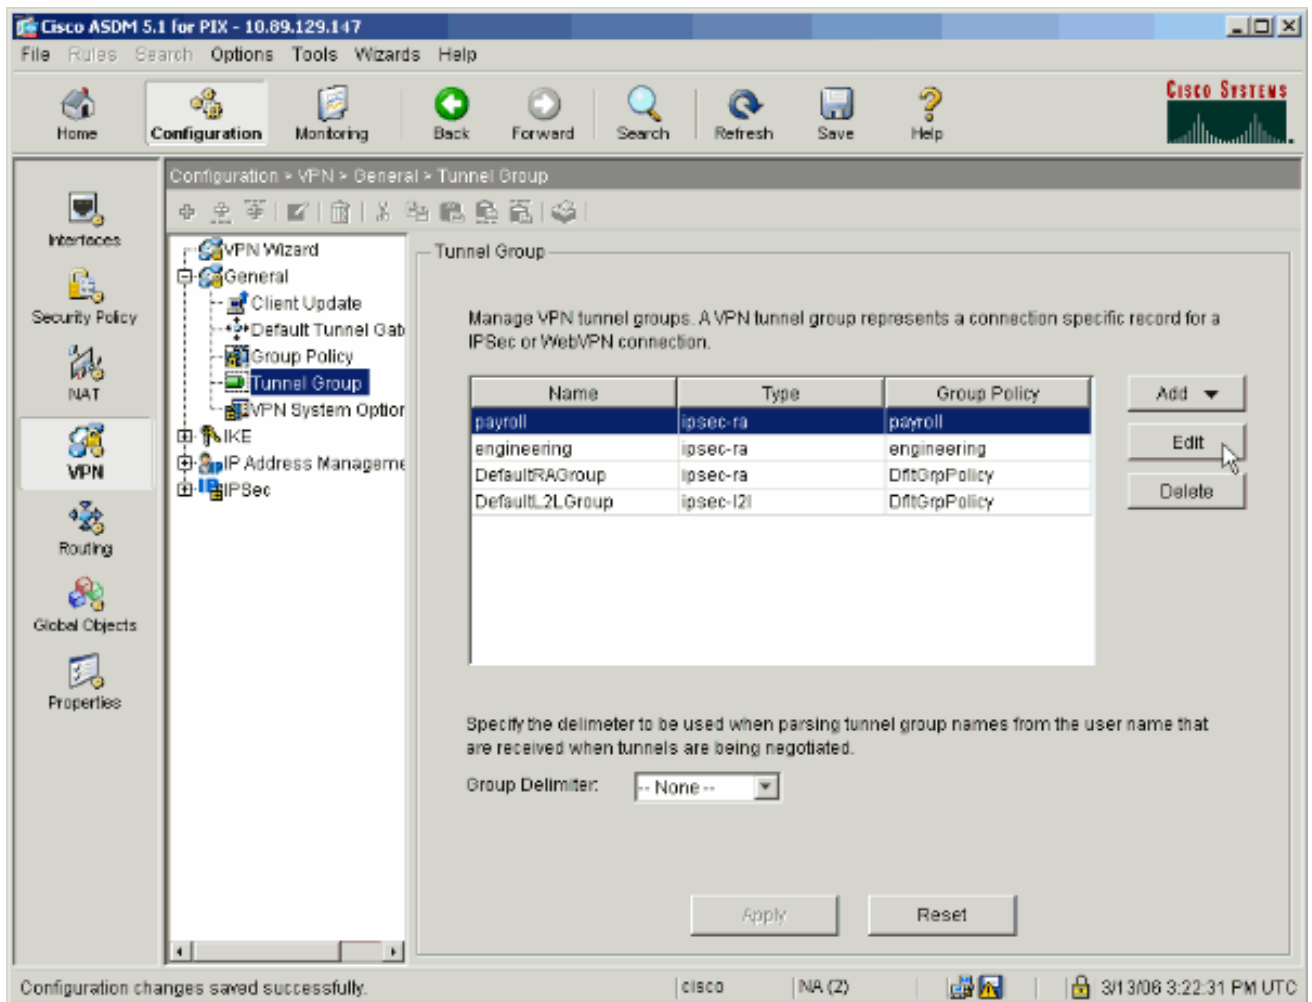 Cisco ASDM 5.1 for PIX - 10.89.129.147
File Rules Search Options Tools Wizards Help
Home Configuration Monitoring Back Forward Search Refresh Save Help
CISCO SYSTEMS
Configuration > VPN > General > Tunnel Group
Interfaces
Security Policy
NAT
VPN
Routing
Global Objects
Properties
VPN Wizard
General
Client Update
Default Tunnel Gat
Group Policy
Tunnel Group
VPN System Option
IKE
IP Address Manageme
IPSec
Tunnel Group
Manage VPN tunnel groups. A VPN tunnel group represents a connection specific record for a
IPSec or WebVPN connection.
Name Type Group Policy
payroll ipsec-ra payroll
engineering ipsec-ra engineering
DefaultRAGroup ipsec-ra DfltGrpPolicy
DefaultL2LGroup ipsec-l2l DfltGrpPolicy
Add
Edit
Delete
Specify the delimeter to be used when parsing tunnel group names from the user name that
are received when tunnels are being negotiated.
Group Delimiter: -- None --
Apply Reset
Configuration changes saved successfully. cisco NA (2) 3/13/06 3:22:31 PM UTC